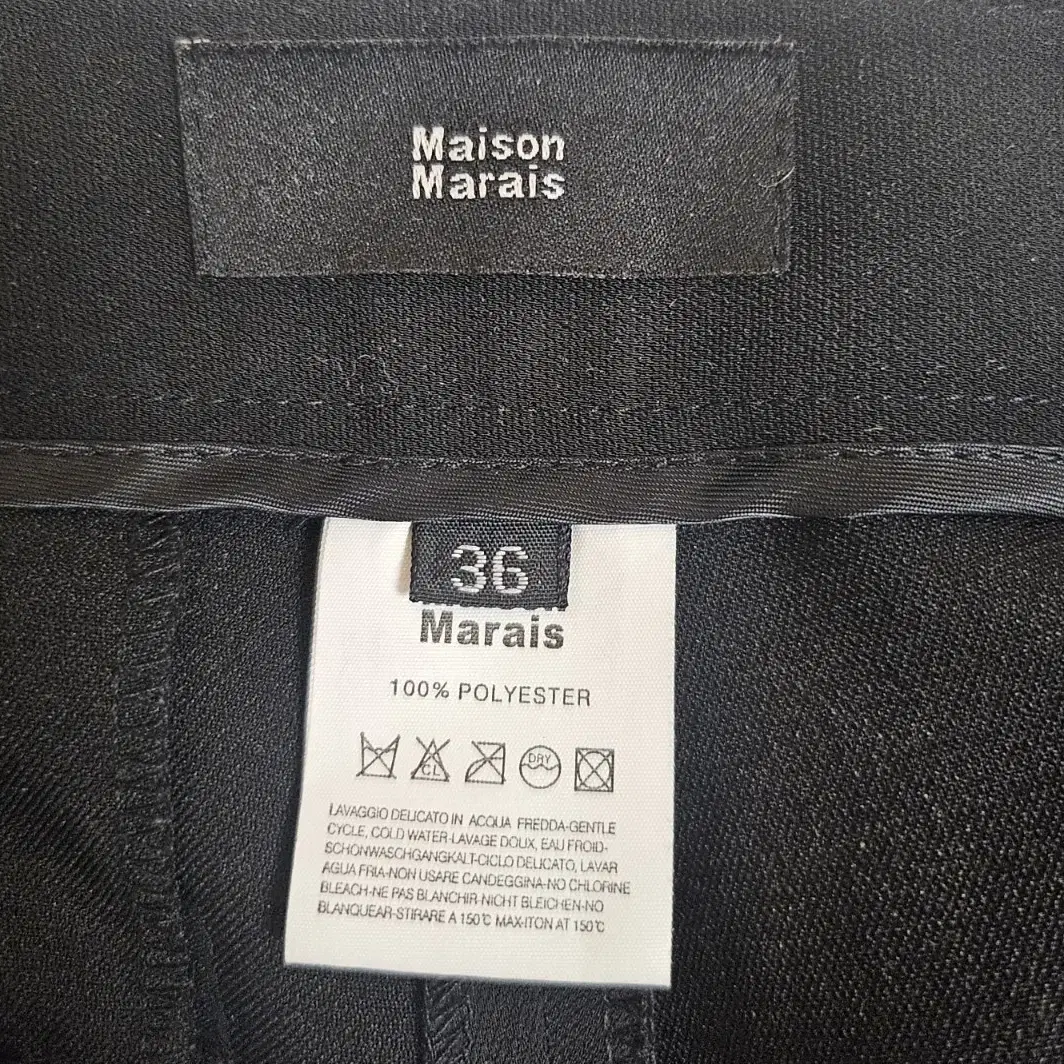 Maison
Marais
36
Marais
100% POLYESTER
CL
DRY
LAVAGGIO DELICATO IN ACQUA FREDDA-GENTLE
CYCLE, COLD WATER-LAVAGE DOUX, EAU FROID-
SCHONWASCHGANGKALT-CICLO DELICATO, LAVAR
AGUA FRIA-NON USARE CANDEGGINA-NO CHLORINE
BLEACH-NE PAS BLANCHIR-NICHT BLEICHEN-NO
BLANQUEAR-STIRARE A 150℃ MAX-ITON AT 150℃